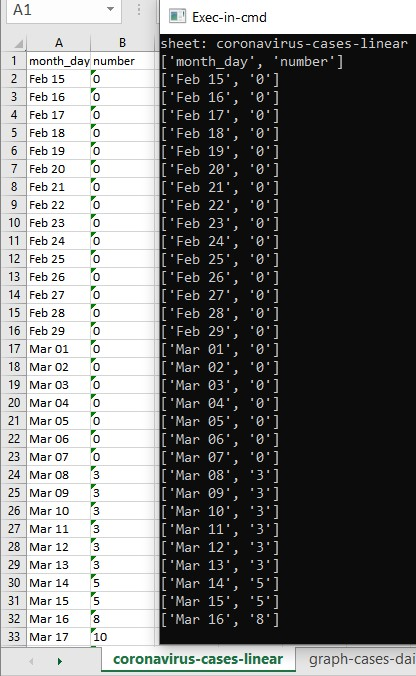 A1
A B
1 month_day number
2 Feb 15 0
3 Feb 16 0
4 Feb 17 0
5 Feb 18 0
6 Feb 19 0
7 Feb 20 0
8 Feb 21 0
9 Feb 22 0
10 Feb 23 0
11 Feb 24 0
12 Feb 25 0
13 Feb 26 0
14 Feb 27 0
15 Feb 28 0
16 Feb 29 0
17 Mar 01 0
18 Mar 02 0
19 Mar 03 0
20 Mar 04 0
21 Mar 05 0
22 Mar 06 0
23 Mar 07 0
24 Mar 08 3
25 Mar 09 3
26 Mar 10 3
27 Mar 11 3
28 Mar 12 3
29 Mar 13 3
30 Mar 14 5
31 Mar 15 5
32 Mar 16 8
33 Mar 17 10
coronavirus-cases-linear graph-cases-dai
Exec-in-cmd
sheet: coronavirus-cases-linear
['month_day', 'number']
['Feb 15', '0']
['Feb 16', '0']
['Feb 17', '0']
['Feb 18', '0']
['Feb 19', '0']
['Feb 20', '0']
['Feb 21', '0']
['Feb 22', '0']
['Feb 23', '0']
['Feb 24', '0']
['Feb 25', '0']
['Feb 26', '0']
['Feb 27', '0']
['Feb 28', '0']
['Feb 29', '0']
['Mar 01', '0']
['Mar 02', '0']
['Mar 03', '0']
['Mar 04', '0']
['Mar 05', '0']
['Mar 06', '0']
['Mar 07', '0']
['Mar 08', '3']
['Mar 09', '3']
['Mar 10', '3']
['Mar 11', '3']
['Mar 12', '3']
['Mar 13', '3']
['Mar 14', '5']
['Mar 15', '5']
['Mar 16', '8']